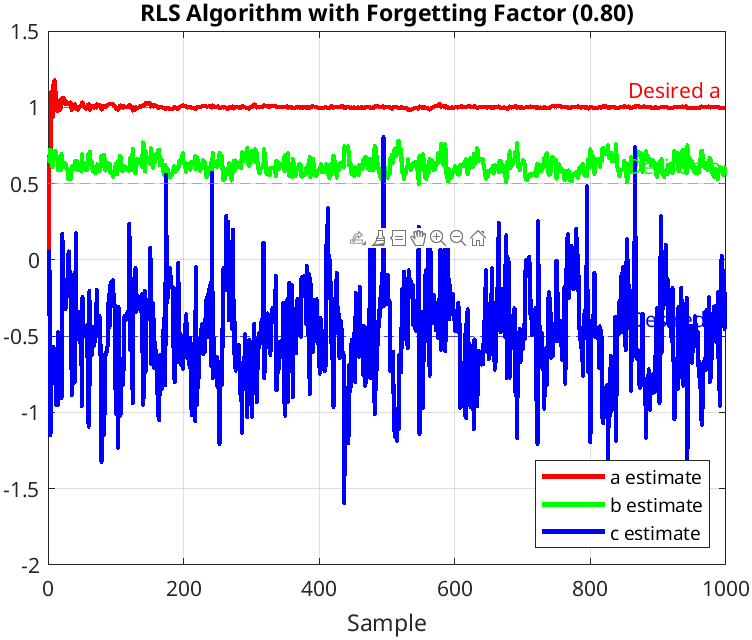 RLS Algorithm with Forgetting Factor (0.80)
1.5
1
0.5
0
-0.5
-1
-1.5
-2
Desired a
a estimate
b estimate
c estimate
0
200
400
600
800
1000
Sample